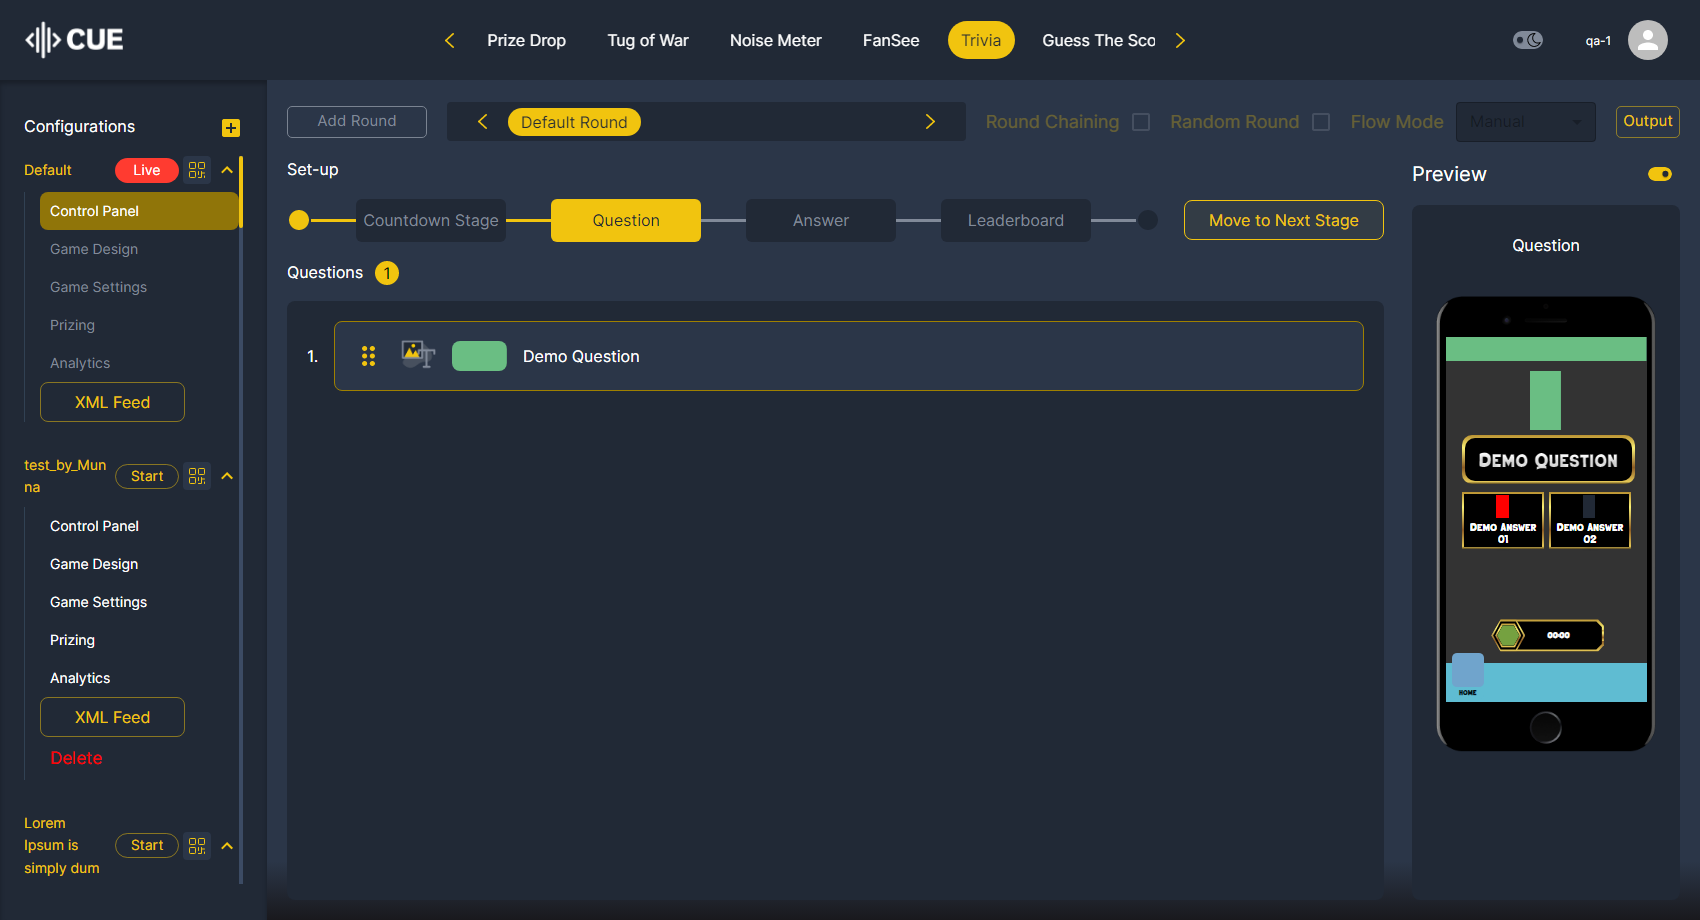 CUE
Prize Drop
Tug of War
Noise Meter
FanSee
Trivia
Guess The Sco
qa-1
Configurations
Default
Live
Control Panel
Game Design
Game Settings
Prizing
Analytics
XML Feed
test_by_Mun
na
Start
Control Panel
Game Design
Game Settings
Prizing
Analytics
XML Feed
Delete
Lorem
Ipsum is
simply dum
Start
Add Round
Default Round
Round Chaining
Random Round
Flow Mode
Manual
Output
Set-up
Countdown Stage
Question
Answer
Leaderboard
Move to Next Stage
Questions
1
1.
Demo Question
Preview
Question
Demo Question
Demo Answer
01
Demo Answer
02
00:00
HOME